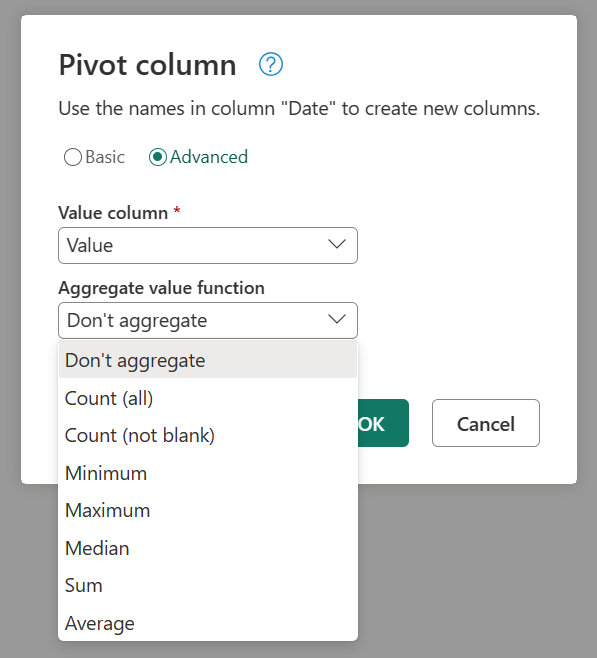 Pivot column ?
Use the names in column "Date" to create new columns.
Basic Advanced
Value column *
Value
Aggregate value function
Don't aggregate
Don't aggregate
Count (all)
Count (not blank)
OK Cancel
Minimum
Maximum
Median
Sum
Average